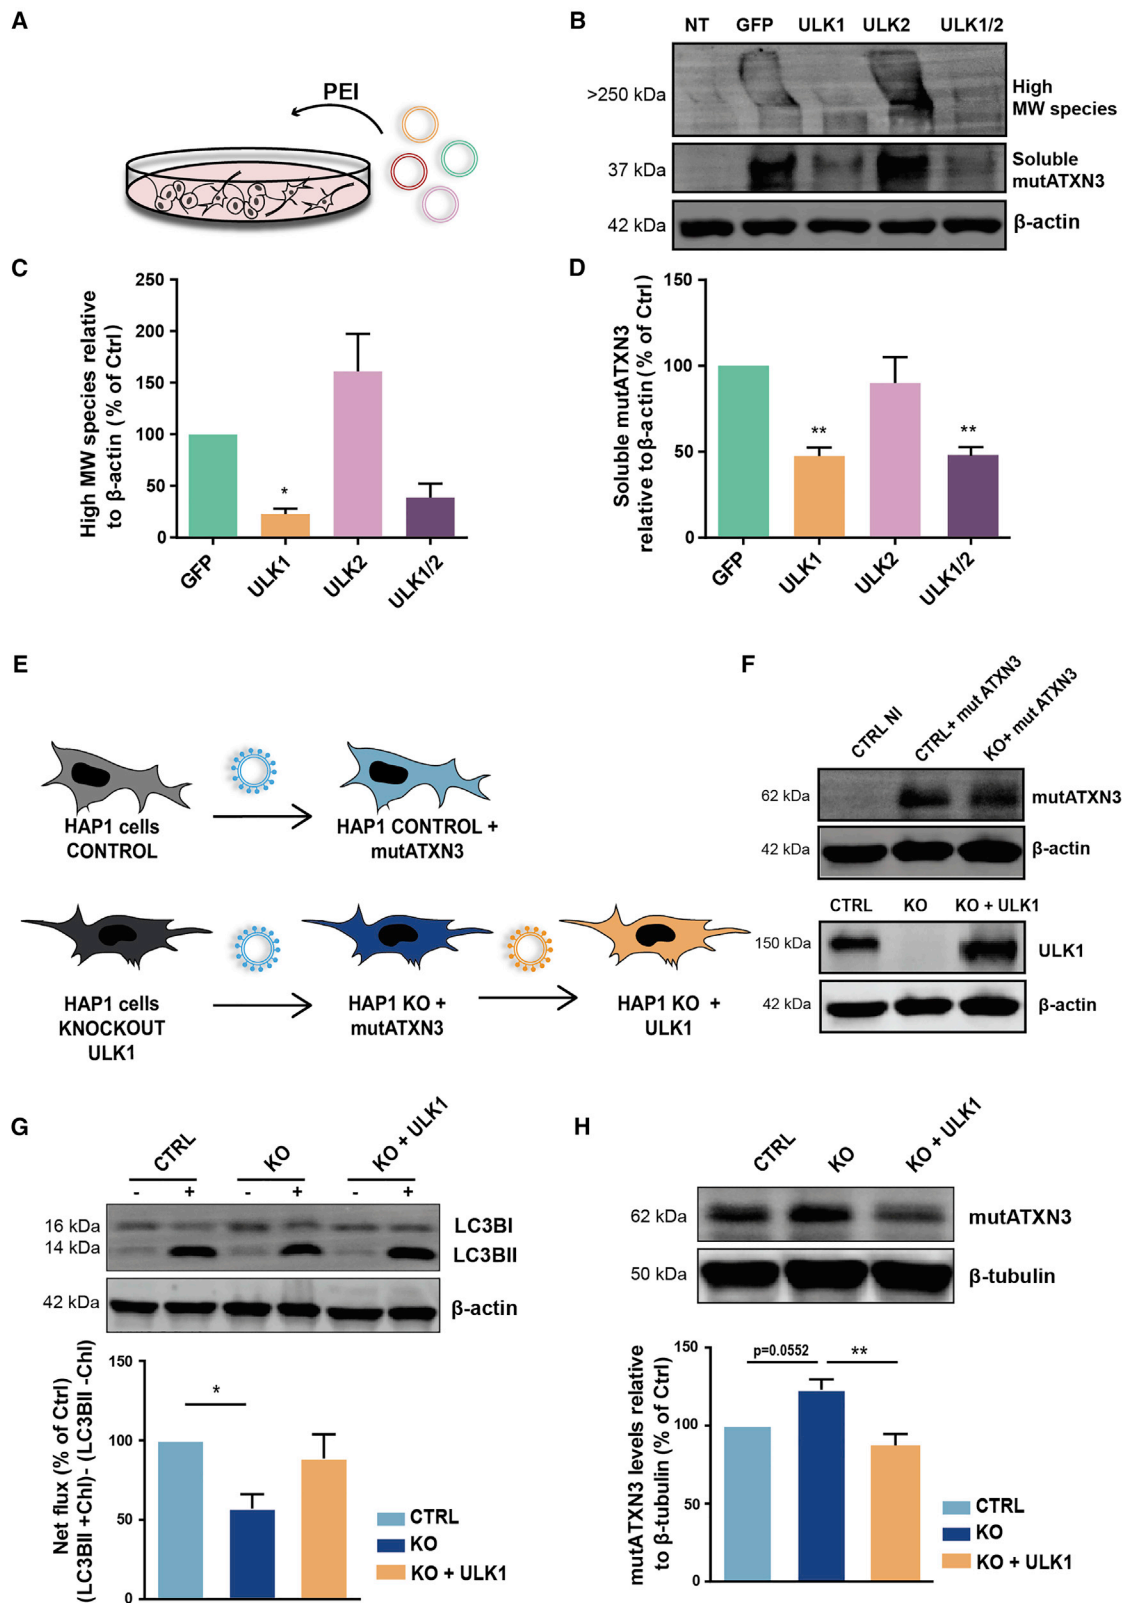 A
PEI
B
NT GFP ULK1 ULK2 ULK1/2
>250 kDa
High
MW species
37 kDa
Soluble
mutATXN3
42 kDa
β-actin
C
High MW species relative
to β-actin (% of Ctrl)
250
200
150
100
50
0
*
GFP
ULK1
ULK2
ULK1/2
D
Soluble mutATXN3
relative toβ-actin (% of Ctrl)
150
100
50
0
**
**
GFP
ULK1
ULK2
ULK1/2
E
HAP1 cells
CONTROL
HAP1 CONTROL +
mutATXN3
HAP1 cells
KNOCKOUT
ULK1
HAP1 KO +
mutATXN3
HAP1 KO +
ULK1
F
CTRL NI
CTRL+ mut ATXN3
KO+ mut ATXN3
62 kDa
mutATXN3
42 kDa
β-actin
CTRL KO KO + ULK1
150 kDa
ULK1
42 kDa
β-actin
G
CTRL
KO
KO + ULK1
- + - + - +
16 kDa
LC3BI
14 kDa
LC3BII
42 kDa
β-actin
Net flux (% of Ctrl)
(LC3BII +Chl)- (LC3BII -Chl)
150
100
50
0
*
CTRL
KO
KO + ULK1
H
CTRL
KO
KO + ULK1
62 kDa
mutATXN3
50 kDa
β-tubulin
mutATXN3 levels relative
to β-tubulin (% of Ctrl)
150
100
50
0
p=0.0552
**
CTRL
KO
KO + ULK1